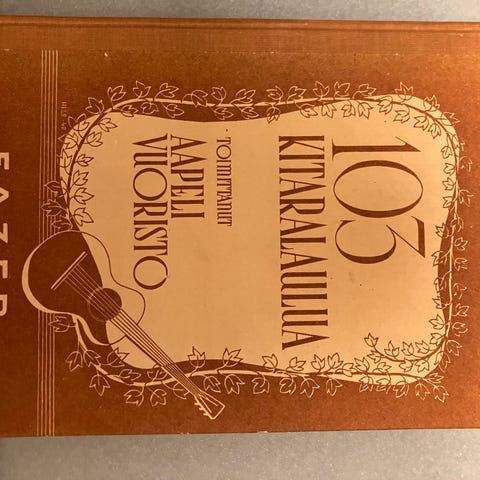 103
KITARALAULUA
TOIMITTANUT
AAPELI
VUORISTO
FAZER